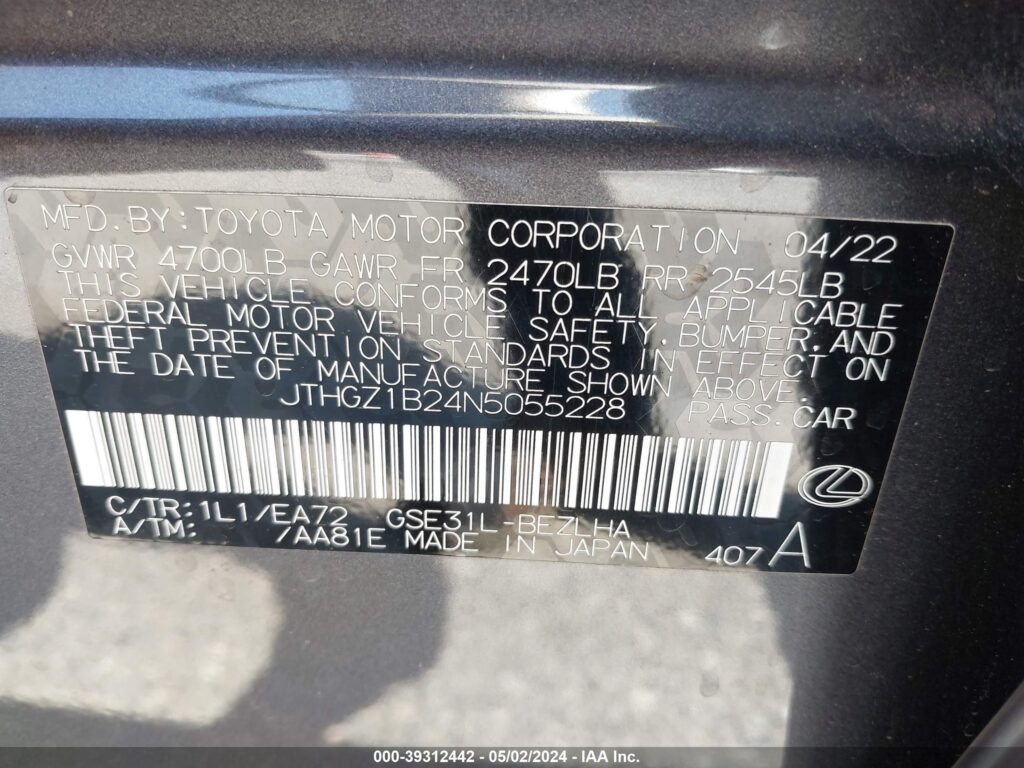 MFD. BY: TOYOTA MOTOR CORPORATION 04/22
GVWR 4700LB GAWR FR 2470LB RR 2545LB
THIS VEHICLE CONFORMS TO ALL APPLICABLE
FEDERAL MOTOR VEHICLE SAFETY, BUMPER, AND
THEFT PREVENTION STANDARDS IN EFFECT ON
THE DATE OF MANUFACTURE SHOWN ABOVE.
JTHGZ1B24N5055228 PASS. CAR
C/TR: 1L1/EA72 GSE31L-BEZLHA
A/TM: /AA81E MADE IN JAPAN 407 A
000-39312442 - 05/02/2024 - IAA Inc.